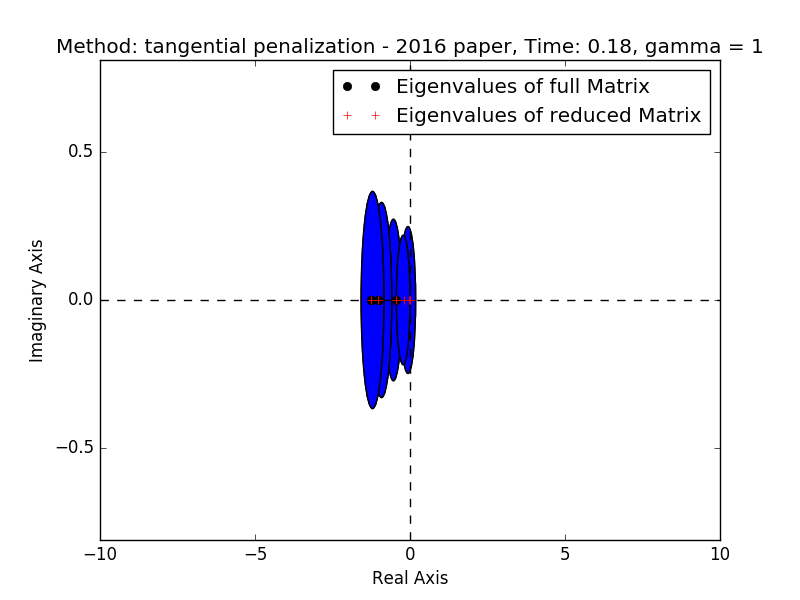 Method: tangential penalization - 2016 paper, Time: 0.18, gamma = 1
Eigenvalues of full Matrix
Eigenvalues of reduced Matrix
0.5
0.0
−0.5
Imaginary Axis
−10
−5
0
5
10
Real Axis